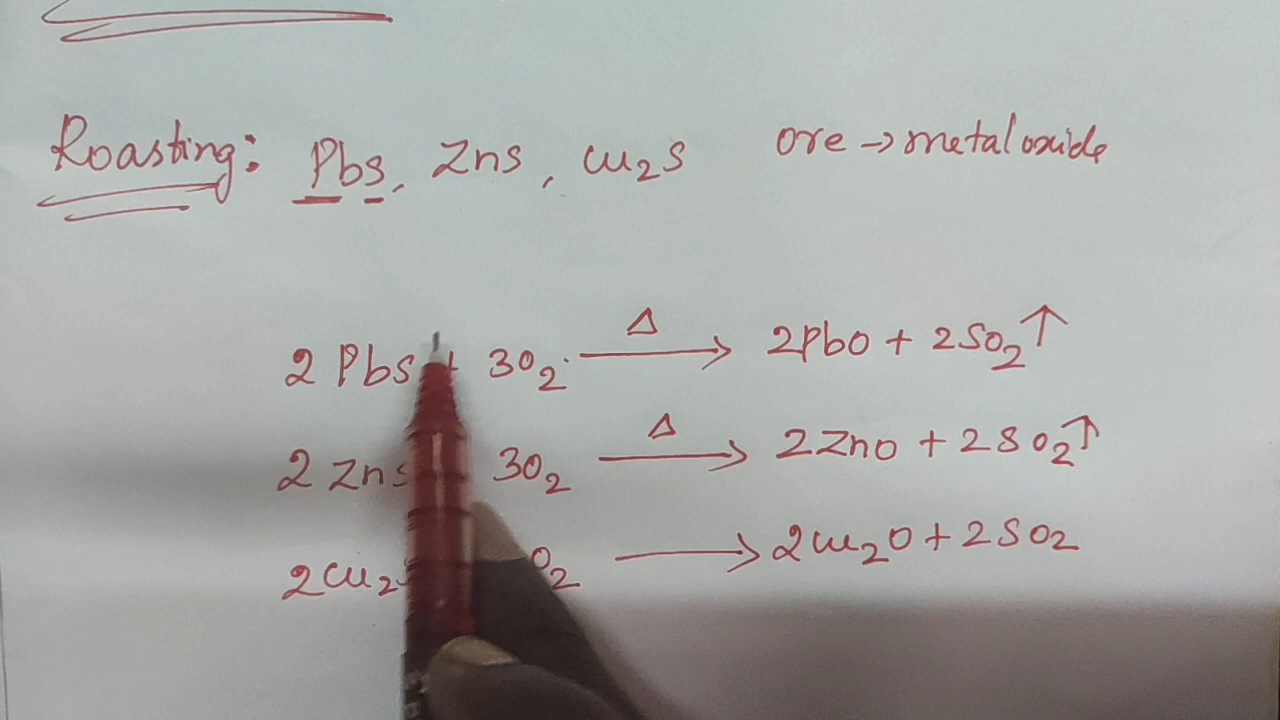 Roasting: Pbs, Zns, Cu₂S ore → metal oxide
2 Pbs + 3O₂ Δ→ 2PbO + 2SO₂↑
2 Zns 3O₂ Δ→ 2ZnO + 2SO₂↑
2Cu₂ O₂ → 2Cu₂O + 2SO₂